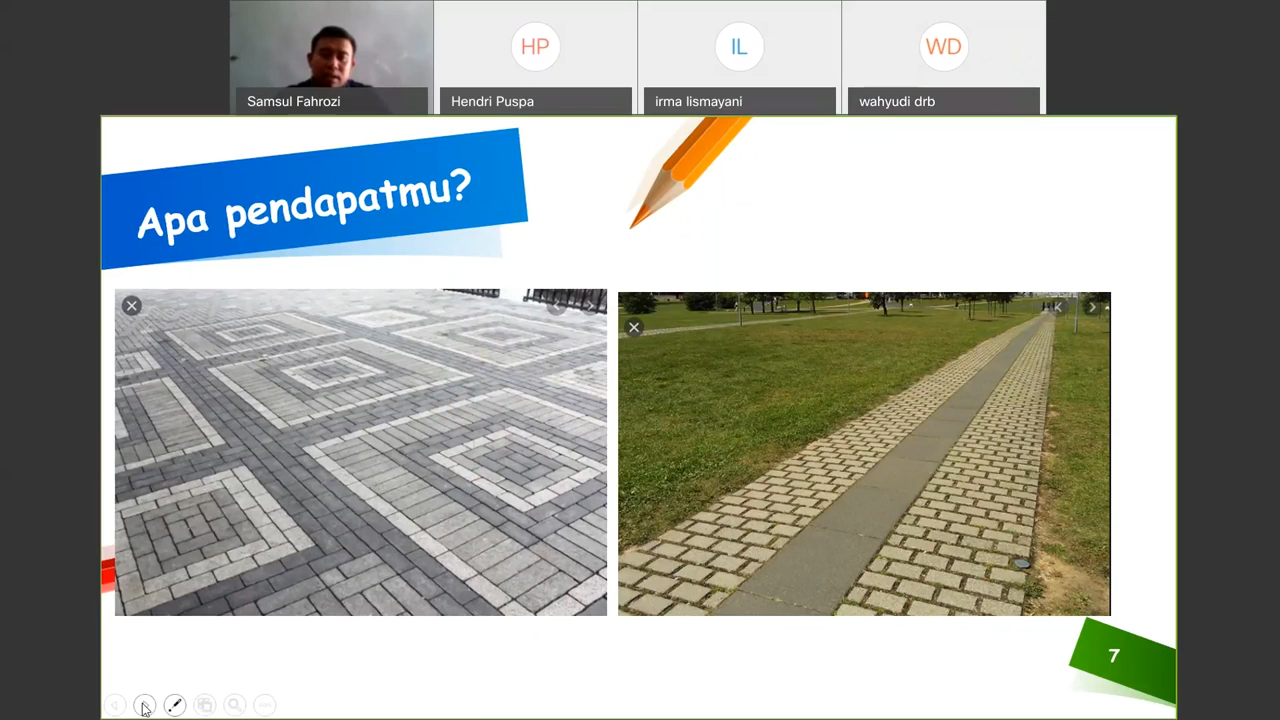 HP
IL
WD
Samsul Fahrozi
Hendri Puspa
irma lismayani
wahyudi drb
Apa pendapatmu?
7